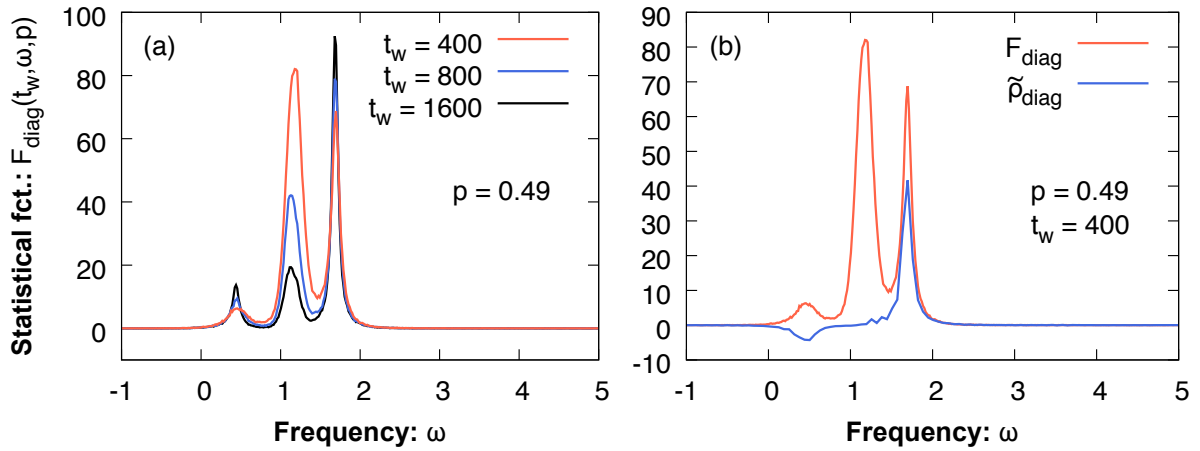 Statistical fct.: F_diag(t_w,ω,p)
100
80
60
40
20
0
(a)
t_w = 400
t_w = 800
t_w = 1600
p = 0.49
-1 0 1 2 3 4 5
Frequency: ω
90
80
70
60
50
40
30
20
10
0
-10
(b)
F_diag
ρ̃_diag
p = 0.49
t_w = 400
-1 0 1 2 3 4 5
Frequency: ω